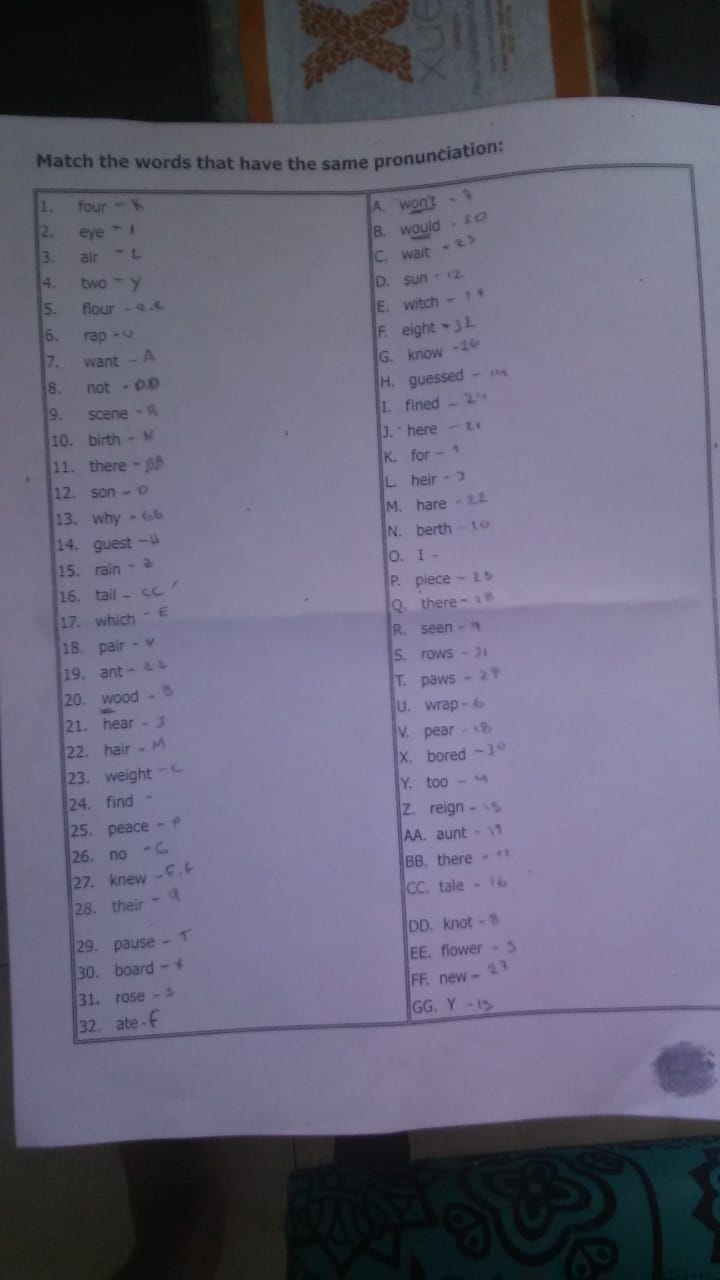 X
Match the words that have the same pronunciation:
1. four - K
2. eye - I
3. air - L
4. two - y
5. flour - e.e
6. rap - U
7. want - A
8. not - D.D
9. scene - R
10. birth - N
11. there - BB
12. son - D
13. why - Gb
14. guest - H
15. rain - z
16. tail - CC
17. which - E
18. pair - V
19. ant -
20. wood - B
21. hear - J
22. hair - M
23. weight - C
24. find -
25. peace - P
26. no - G
27. knew - F.f
28. their - q
29. pause - T
30. board - x
31. rose - s
32. ate - f
A. won't - 7
B. would - 20
C. wait - 23
D. sun - 12
E. witch - 17
F. eight - 32
G. know - 26
H. guessed - 14
I. fined - 24
J. here - 21
K. for -
L. heir - 3
M. hare - 22
N. berth - 10
O. I -
P. piece - 25
Q. there - 28
R. seen - 9
S. rows - 31
T. paws - 29
U. wrap - 6
V. pear - 18
X. bored - 30
Y. too - 4
Z. reign - 15
AA. aunt - 19
BB. there - 11
CC. tale - 16
DD. knot - 8
EE. flower - 5
FF. new - 27
GG. Y - 13